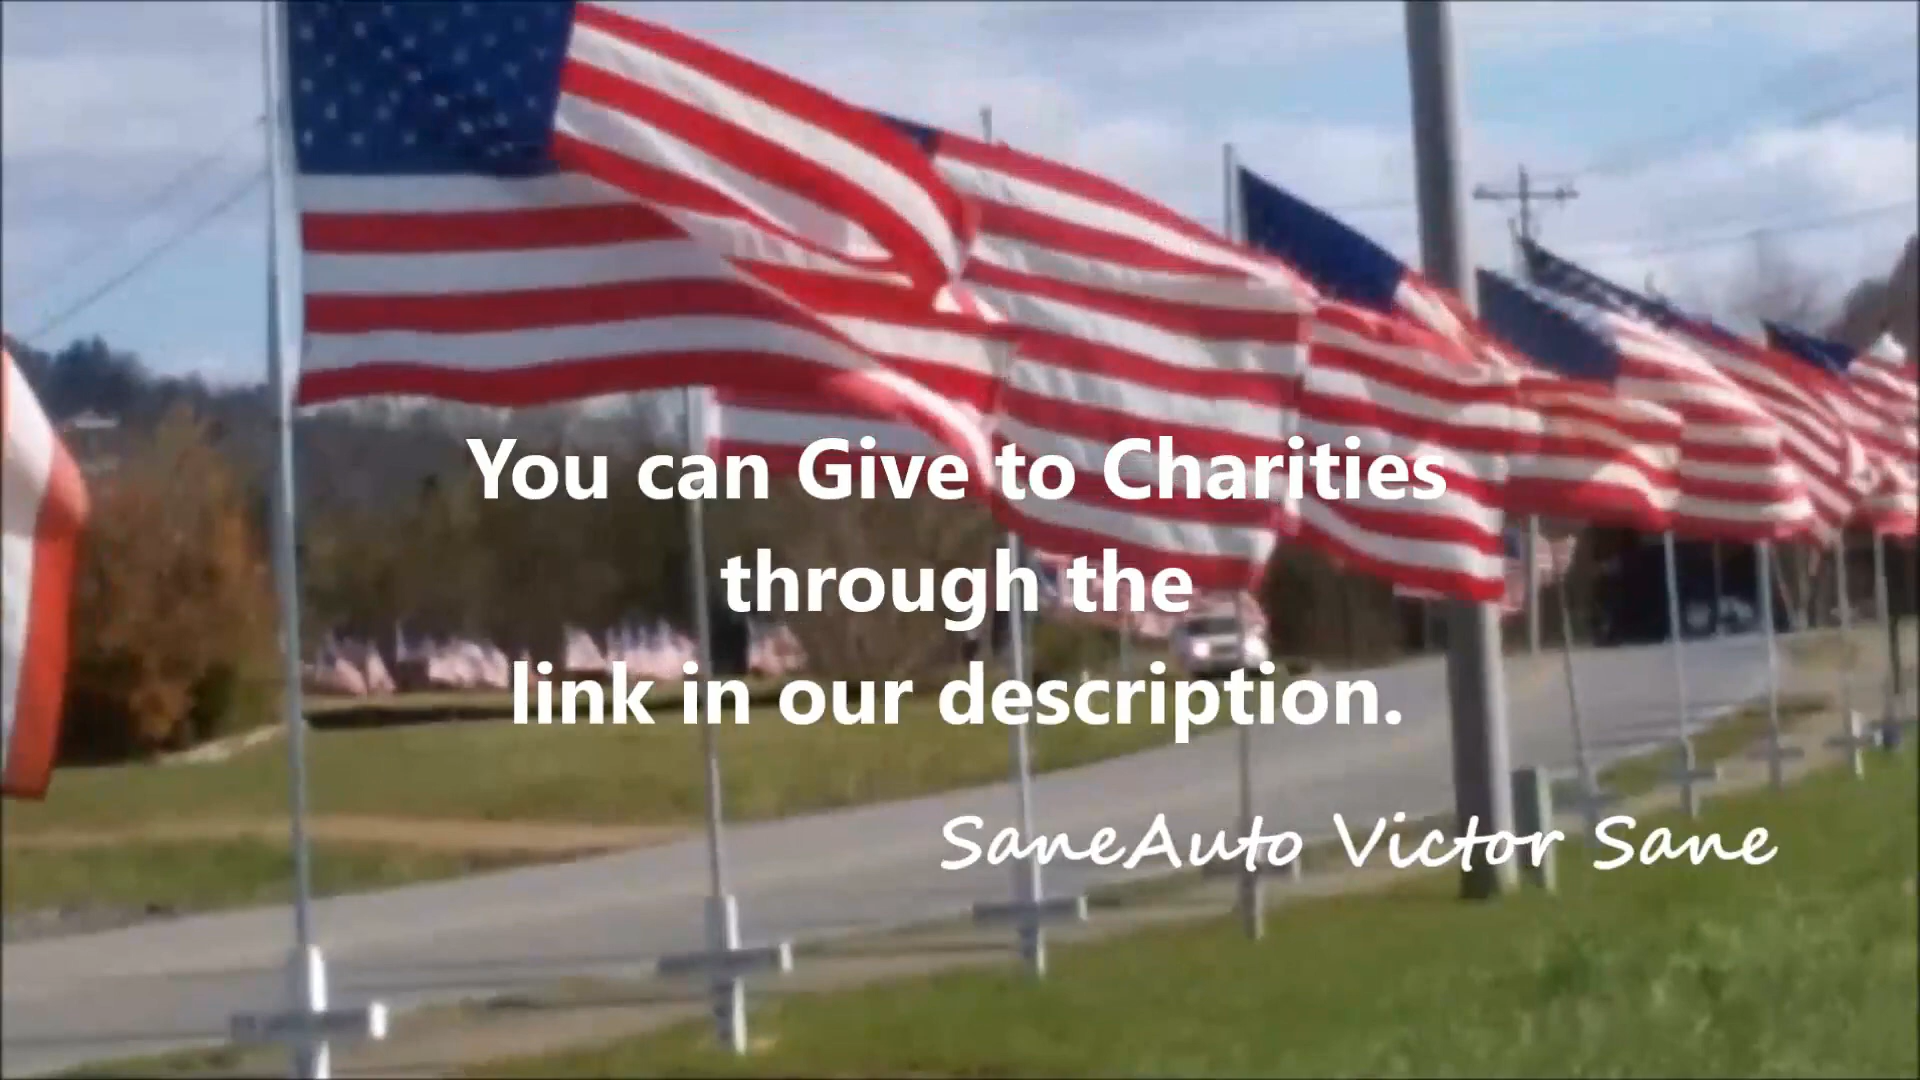 You can Give to Charities
through the
link in our description.
SaneAuto Victor Sane